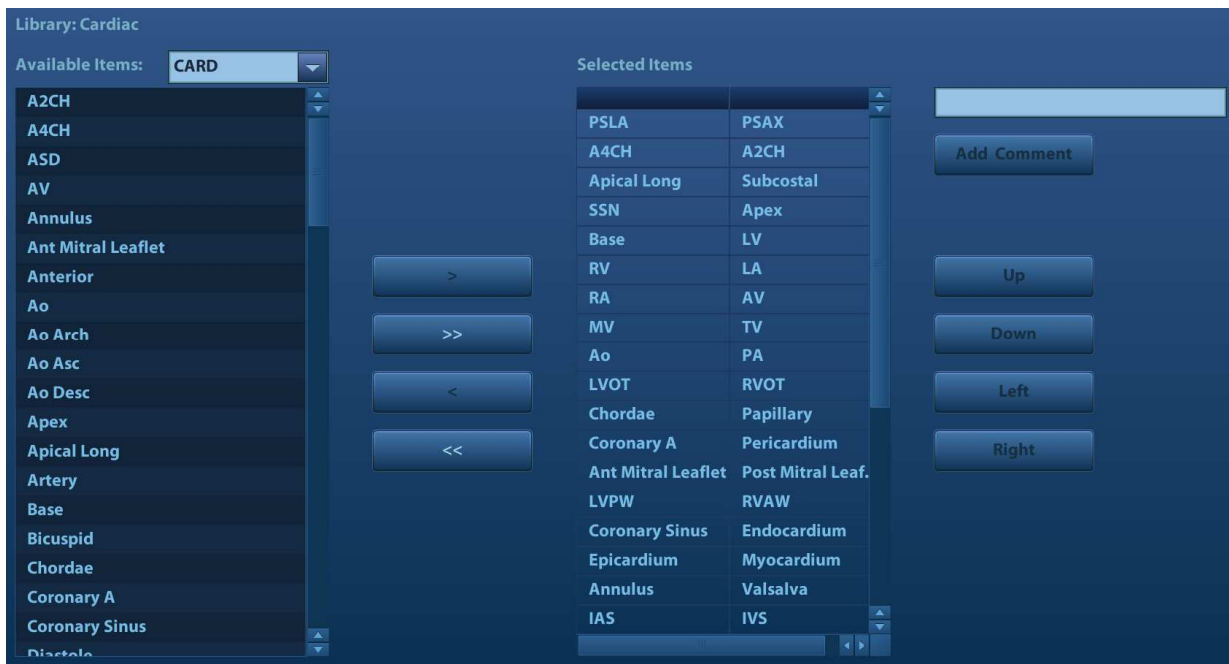 Library: Cardiac
Available Items: CARD
Selected Items
A2CH
A4CH
ASD
AV
Annulus
Ant Mitral Leaflet
Anterior
Ao
Ao Arch
Ao Asc
Ao Desc
Apex
Apical Long
Artery
Base
Bicuspid
Chordae
Coronary A
Coronary Sinus
Diastole
>
>>
<
<<
PSLA PSAX
A4CH A2CH
Apical Long Subcostal
SSN Apex
Base LV
RV LA
RA AV
MV TV
Ao PA
LVOT RVOT
Chordae Papillary
Coronary A Pericardium
Ant Mitral Leaflet Post Mitral Leaf.
LVPW RVAW
Coronary Sinus Endocardium
Epicardium Myocardium
Annulus Valsalva
IAS IVS
Add Comment
Up
Down
Left
Right